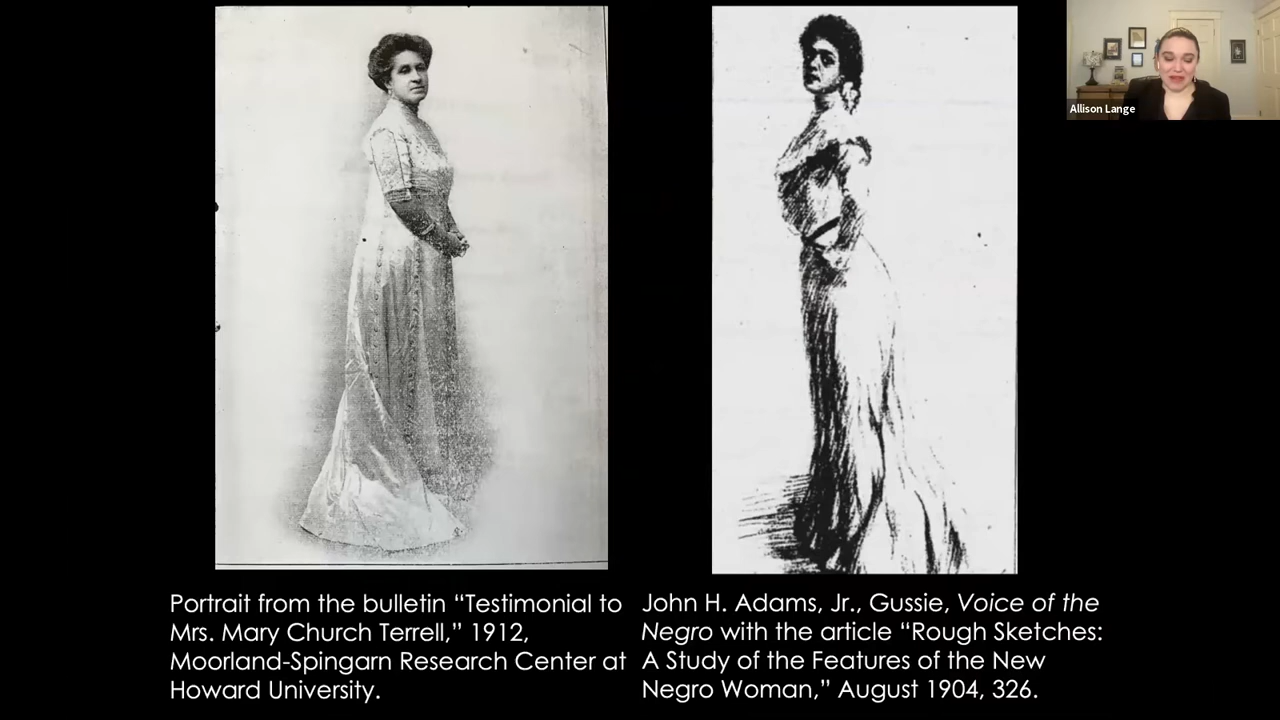 Allison Lange
Portrait from the bulletin “Testimonial to
Mrs. Mary Church Terrell,” 1912,
Moorland-Spingarn Research Center at
Howard University.
John H. Adams, Jr., Gussie, Voice of the
Negro with the article “Rough Sketches:
A Study of the Features of the New
Negro Woman,” August 1904, 326.